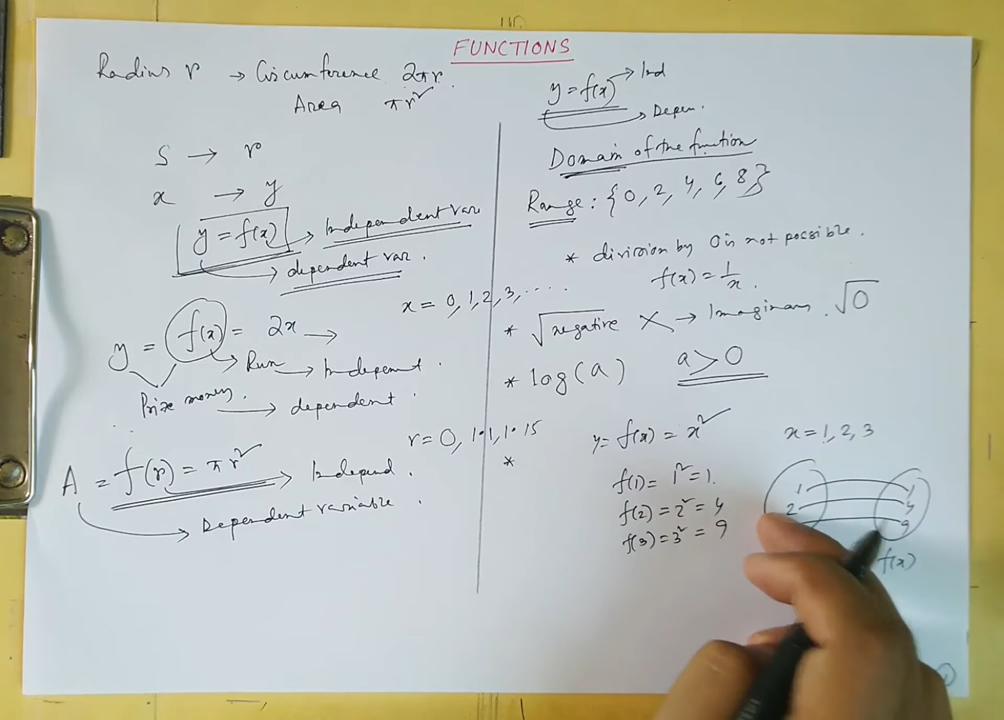 FUNCTIONS
Radius r → Circumference 2πr.
Area πr²
S → r
x → y
y = f(x) → Independent var
→ dependent var.
x = 0, 1, 2, 3, ....
y = f(x) = 2x →
→ Run → Independent.
Prize money. → dependent.
r = 0, 1.1, 1.15
A = f(r) = πr² → Independ.
Dependent variable.
y = f(x) → Ind
→ Depen.
Domain of the function
Range : {0, 2, 4, 6, 8}
* division by 0 is not possible.
f(x) = 1/x.
* √negative × → Imaginary. √0
* log(a) a > 0
*
y = f(x) = x²
x = 1, 2, 3
f(1) = 1² = 1.
f(2) = 2² = 4
f(3) = 3² = 9
1 1
2 4
9
f(x)